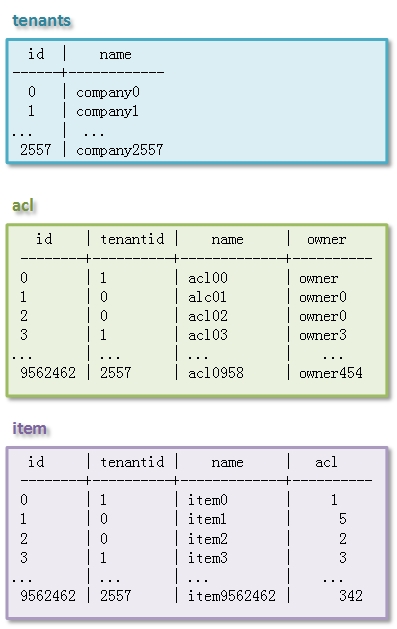 tenants
id | name
------+------------
0 | company0
1 | company1
... | ...
2557 | company2557
acl
id | tenantid | name | owner
--------+----------+-----------+---------
0 | 1 | acl00 | owner
1 | 0 | alc01 | owner0
2 | 0 | acl02 | owner0
3 | 1 | acl03 | owner3
... | ... | ... | ...
9562462 | 2557 | acl0958 | owner454
item
id | tenantid | name | acl
--------+----------+-----------+---------
0 | 1 | item0 | 1
1 | 0 | item1 | 5
2 | 0 | item2 | 2
3 | 1 | item3 | 3
... | ... | ... | ...
9562462 | 2557 | item9562462 | 342